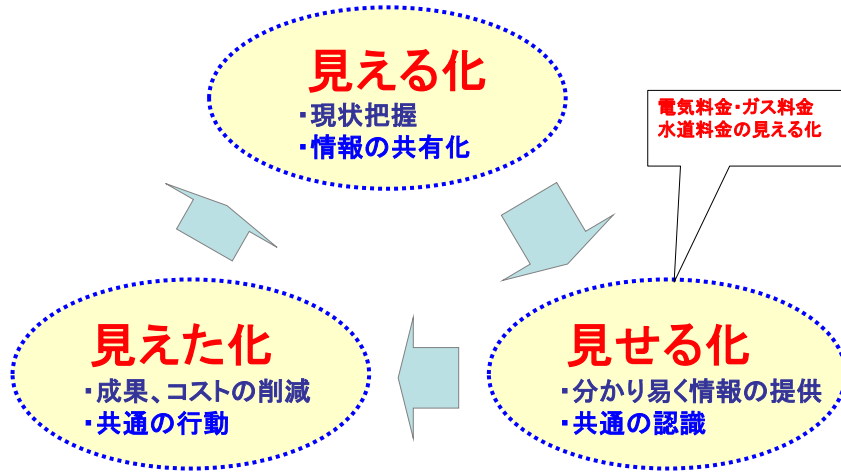 見える化
・現状把握
・情報の共有化
電気料金・ガス料金
水道料金の見える化
見えた化
・成果、コストの削減
・共通の行動
見せる化
・分かり易く情報の提供
・共通の認識